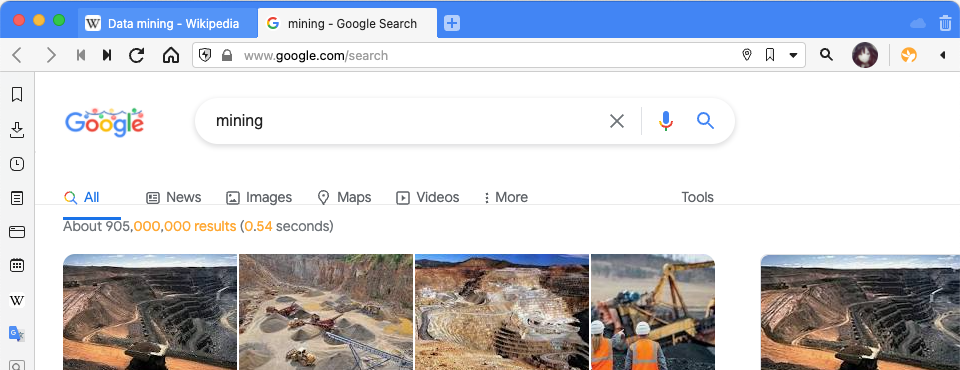 Data mining - Wikipedia
mining - Google Search
www.google.com/search
Google
mining
All News Images Maps Videos More Tools
About 905,000,000 results (0.54 seconds)